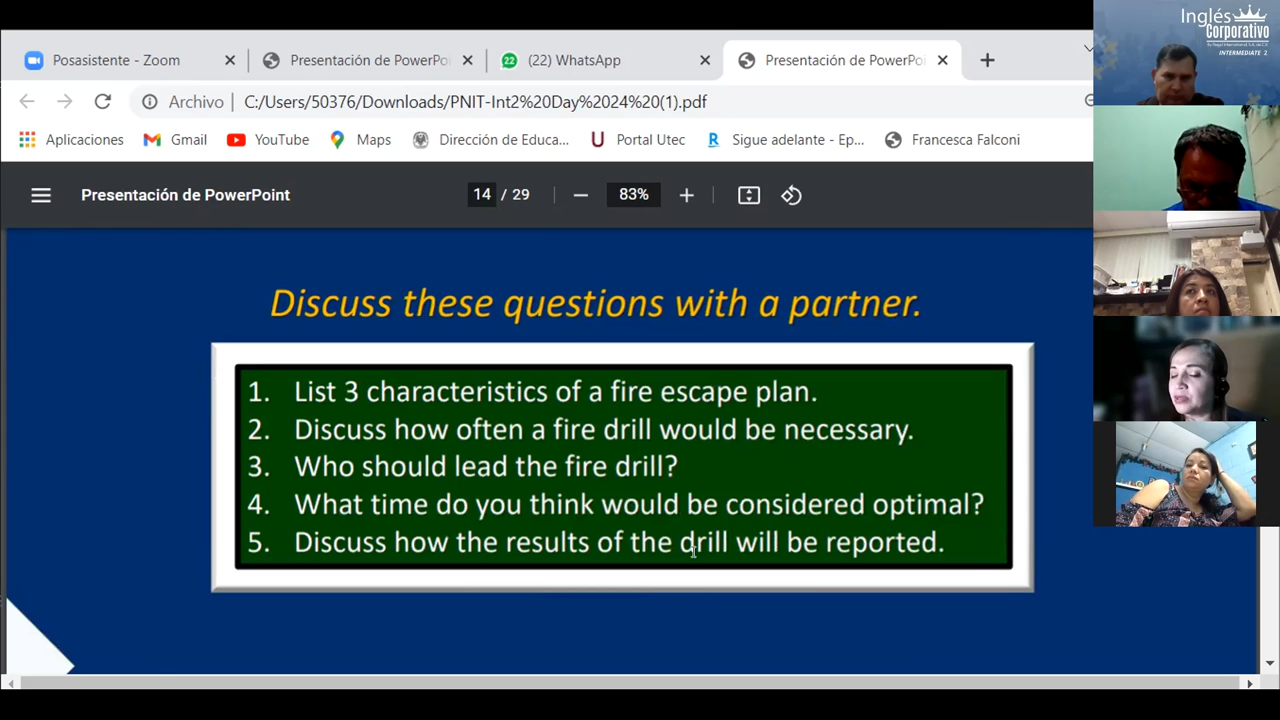 Posasistente - Zoom
Presentación de PowerPo
(22) WhatsApp
Presentación de PowerPo
Archivo
C:/Users/50376/Downloads/PNIT-Int2%20Day%2024%20(1).pdf
Aplicaciones
Gmail
YouTube
Maps
Dirección de Educa...
Portal Utec
Sigue adelante - Ep...
Francesca Falconi
Presentación de PowerPoint
14 / 29
83%
Discuss these questions with a partner.
1. List 3 characteristics of a fire escape plan.
2. Discuss how often a fire drill would be necessary.
3. Who should lead the fire drill?
4. What time do you think would be considered optimal?
5. Discuss how the results of the drill will be reported.
Inglés
Corporativo
INTERMEDIATE 2